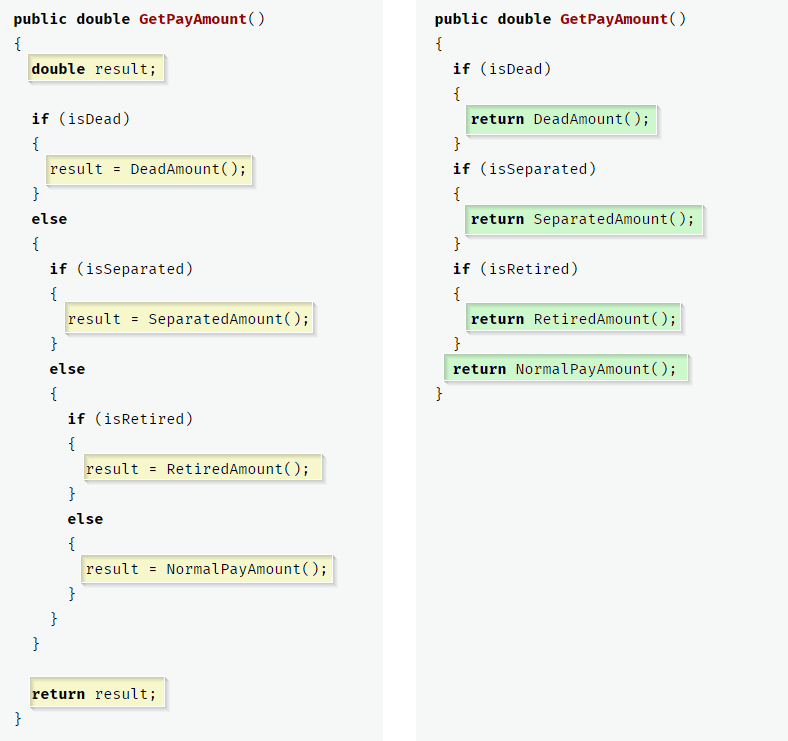 public double GetPayAmount()
{
double result;
if (isDead)
{
result = DeadAmount();
}
else
{
if (isSeparated)
{
result = SeparatedAmount();
}
else
{
if (isRetired)
{
result = RetiredAmount();
}
else
{
result = NormalPayAmount();
}
}
}
return result;
}
public double GetPayAmount()
{
if (isDead)
{
return DeadAmount();
}
if (isSeparated)
{
return SeparatedAmount();
}
if (isRetired)
{
return RetiredAmount();
}
return NormalPayAmount();
}